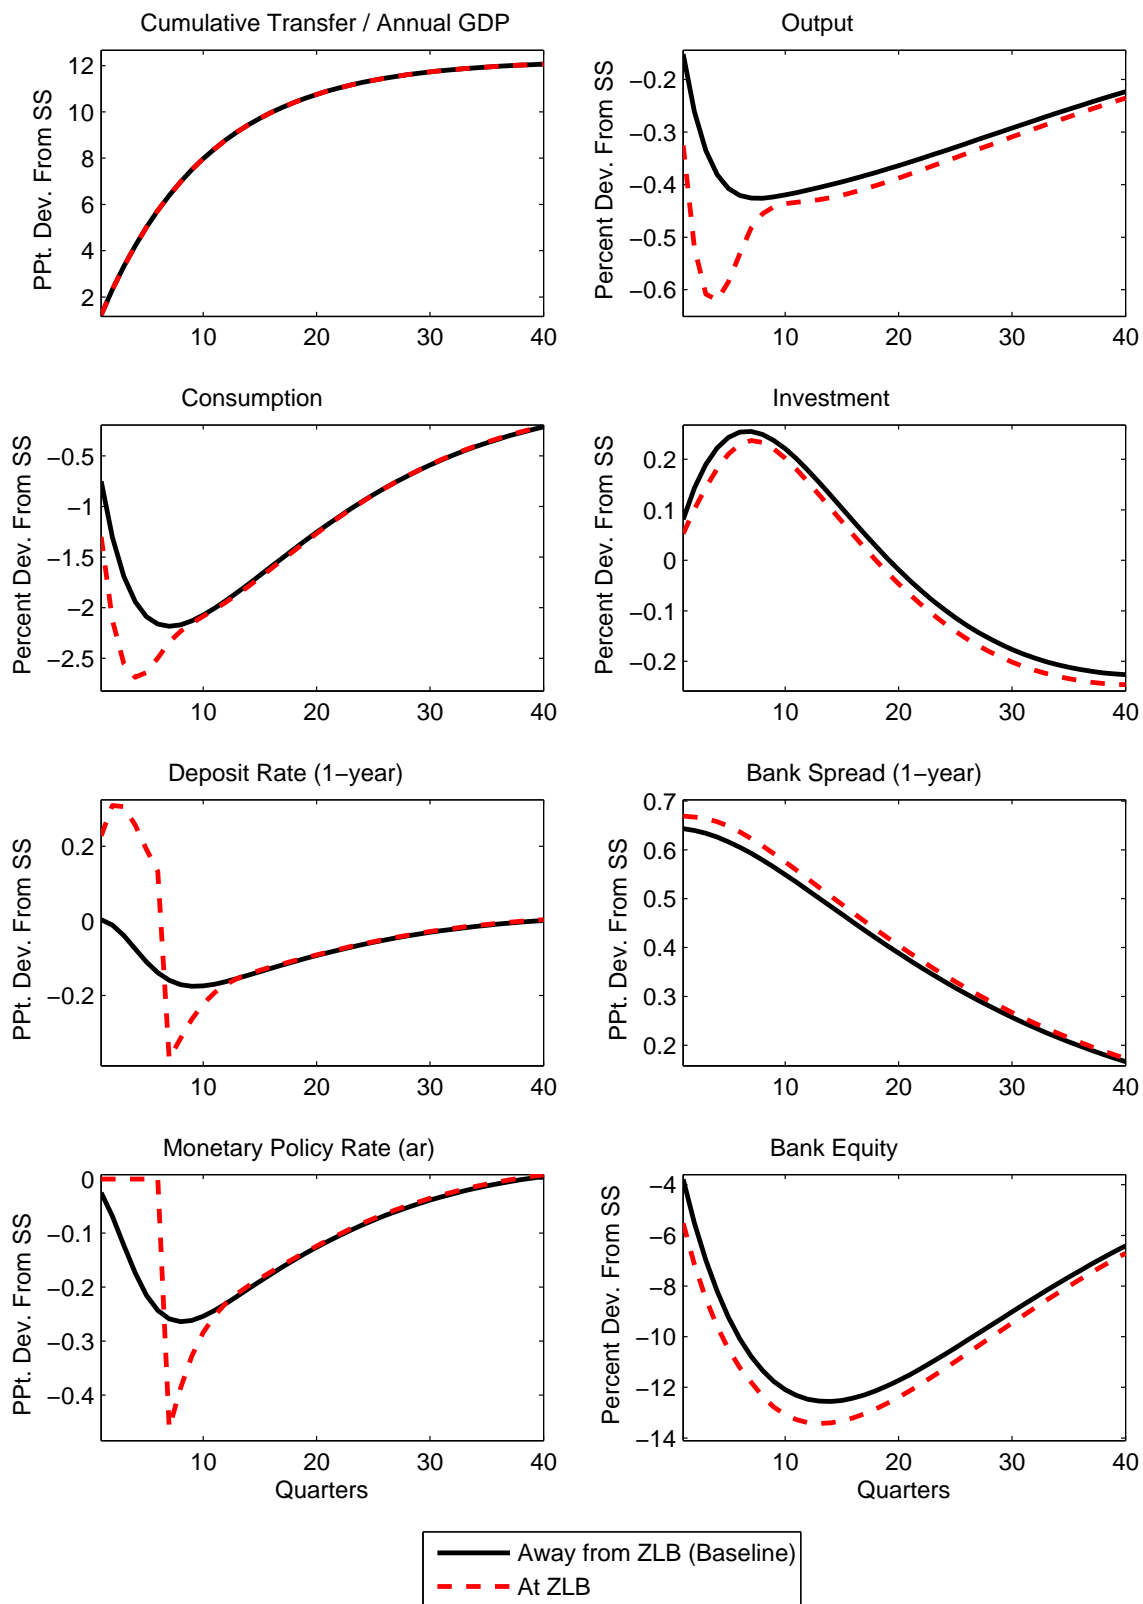 Cumulative Transfer / Annual GDP
PPt. Dev. From SS
12
10
8
6
4
2
10 20 30 40
Output
Percent Dev. From SS
−0.2
−0.3
−0.4
−0.5
−0.6
10 20 30 40
Consumption
Percent Dev. From SS
−0.5
−1
−1.5
−2
−2.5
10 20 30 40
Investment
Percent Dev. From SS
0.2
0.1
0
−0.1
−0.2
10 20 30 40
Deposit Rate (1−year)
PPt. Dev. From SS
0.2
0
−0.2
10 20 30 40
Bank Spread (1−year)
PPt. Dev. From SS
0.7
0.6
0.5
0.4
0.3
0.2
10 20 30 40
Monetary Policy Rate (ar)
PPt. Dev. From SS
0
−0.1
−0.2
−0.3
−0.4
10 20 30 40
Quarters
Bank Equity
Percent Dev. From SS
−4
−6
−8
−10
−12
−14
10 20 30 40
Quarters
Away from ZLB (Baseline)
At ZLB